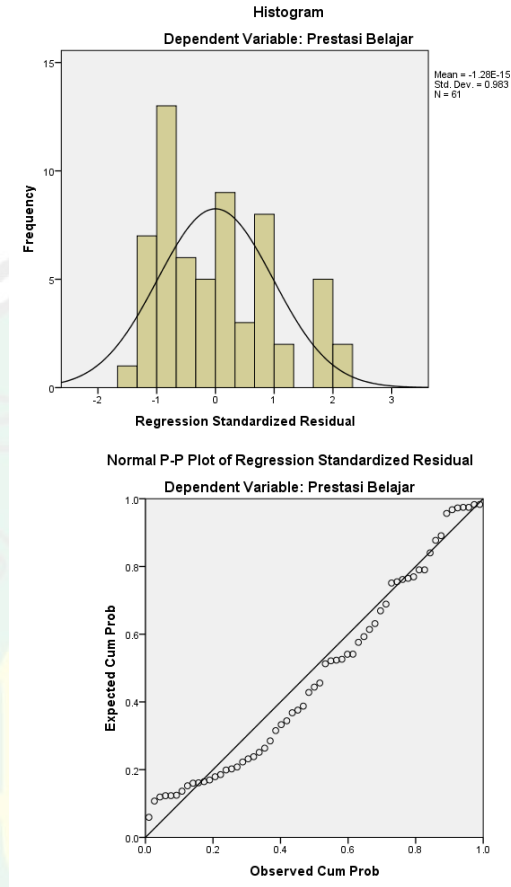 Histogram
Dependent Variable: Prestasi Belajar
Mean = -1.28E-15
Std. Dev. = 0.983
N = 61
15
10
5
0
Frequency
-2 -1 0 1 2 3
Regression Standardized Residual
Normal P-P Plot of Regression Standardized Residual
Dependent Variable: Prestasi Belajar
1.0
0.8
0.6
0.4
0.2
0.0
Expected Cum Prob
0.0 0.2 0.4 0.6 0.8 1.0
Observed Cum Prob